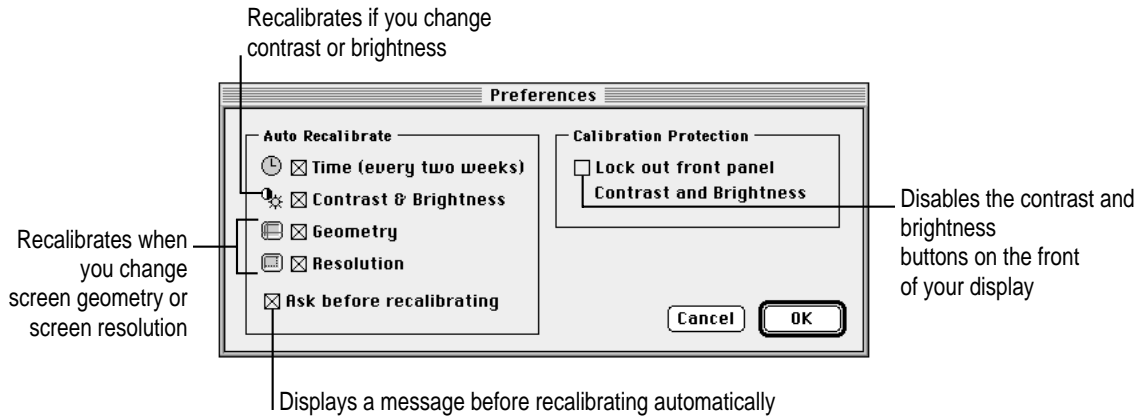 Recalibrates if you change
contrast or brightness
Preferences
Auto Recalibrate
Time (every two weeks)
Contrast & Brightness
Geometry
Resolution
Ask before recalibrating
Calibration Protection
Lock out front panel
Contrast and Brightness
Cancel
OK
Recalibrates when
you change
screen geometry or
screen resolution
Disables the contrast and
brightness
buttons on the front
of your display
Displays a message before recalibrating automatically